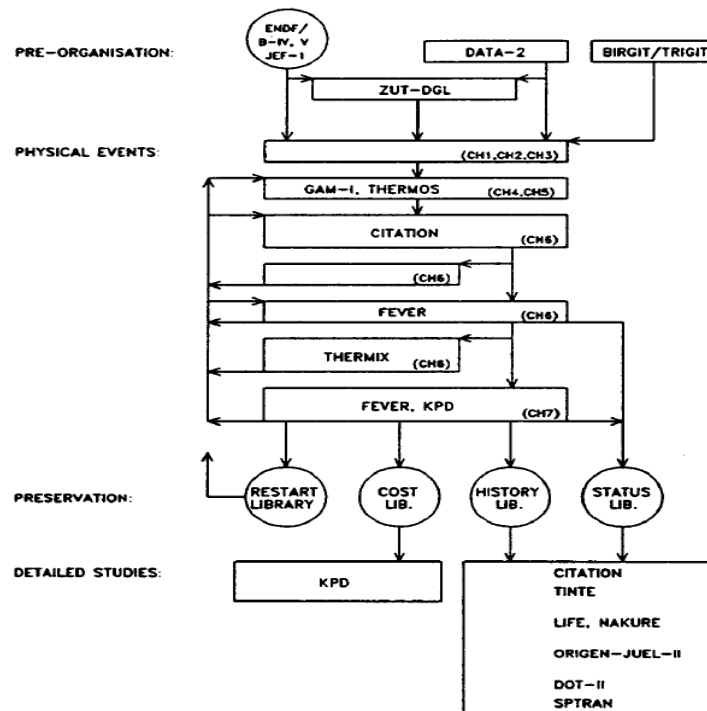 ENDF/
B-IV, V
JEF-1
PRE-ORGANISATION:
DATA-2
BIRGIT/TRIGIT
ZUT-DGL
PHYSICAL EVENTS:
(CH1,CH2,CH3)
GAM-I, THERMOS (CH4,CH5)
CITATION
(CH6)
(CH6)
FEVER (CH6)
THERMIX
(CH6)
FEVER, KPD
(CH7)
PRESERVATION:
RESTART
LIBRARY
COST
LIB.
HISTORY
LIB.
STATUS
LIB.
DETAILED STUDIES:
KPD
CITATION
TINTE
LIFE, NAKURE
ORIGEN-JUEL-II
DOT-II
SPTRAN